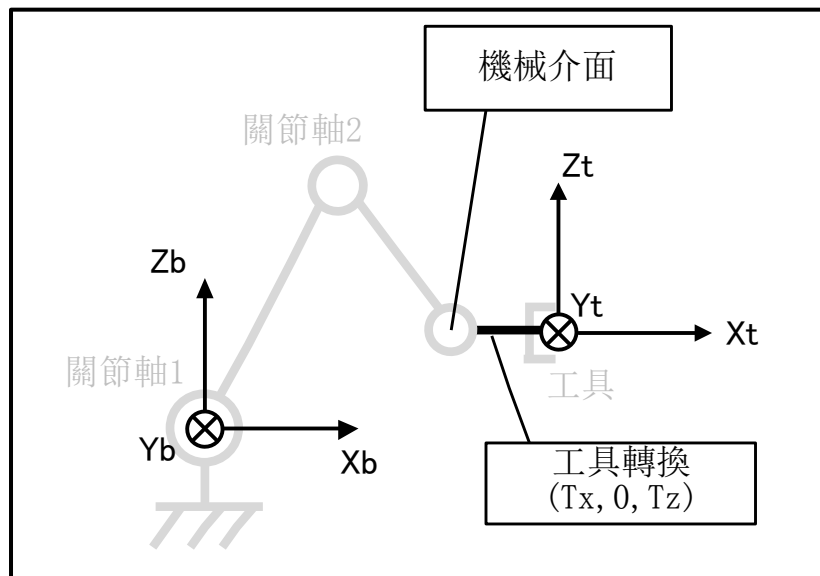 機械介面
關節軸2
Zt
Zb
Yt
Xt
關節軸1
工具
Yb
Xb
工具轉換
(Tx,0,Tz)